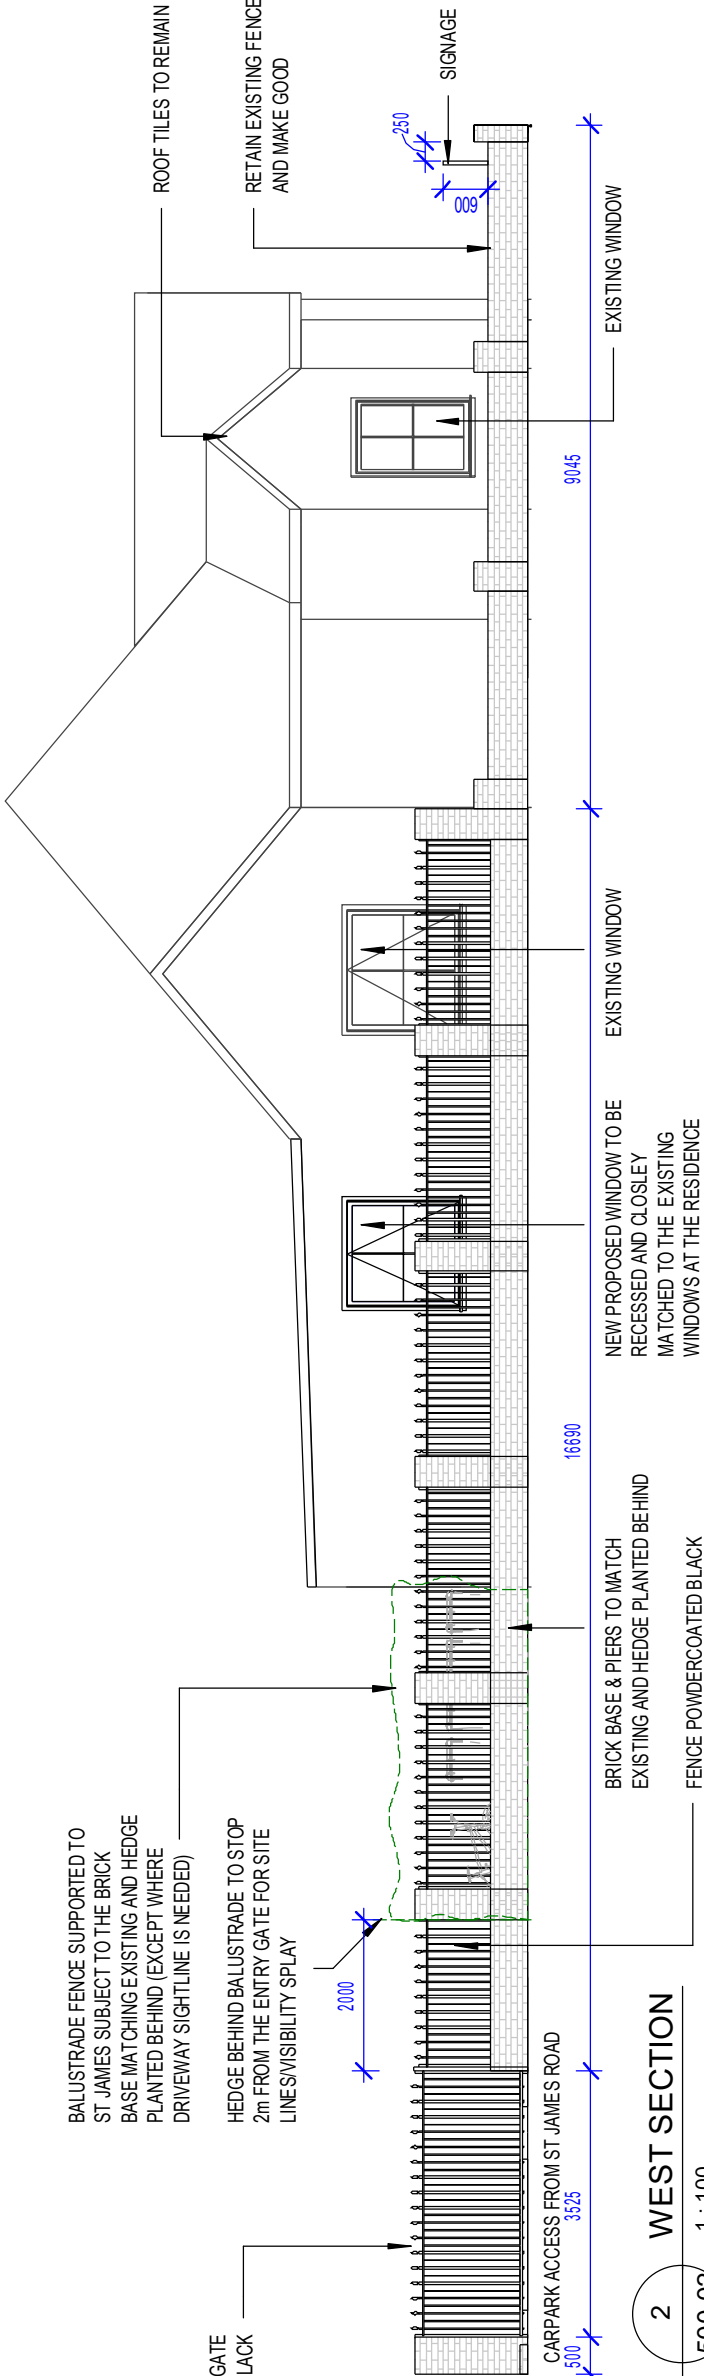 ROOF TILES TO REMAIN
RETAIN EXISTING FENCE
AND MAKE GOOD
SIGNAGE
250
600
BALUSTRADE FENCE SUPPORTED TO
ST JAMES SUBJECT TO THE BRICK
BASE MATCHING EXISTING AND HEDGE
PLANTED BEHIND (EXCEPT WHERE
DRIVEWAY SIGHTLINE IS NEEDED)
HEDGE BEHIND BALUSTRADE TO STOP
2m FROM THE ENTRY GATE FOR SITE
LINES/VISIBILITY SPLAY
2000
GATE
LACK
CARPARK ACCESS FROM ST JAMES ROAD
500
3525
16690
9045
FENCE POWDERCOATED BLACK
BRICK BASE & PIERS TO MATCH
EXISTING AND HEDGE PLANTED BEHIND
NEW PROPOSED WINDOW TO BE
RECESSED AND CLOSLEY
MATCHED TO THE EXISTING
WINDOWS AT THE RESIDENCE
EXISTING WINDOW
EXISTING WINDOW
2
WEST SECTION
1 : 100